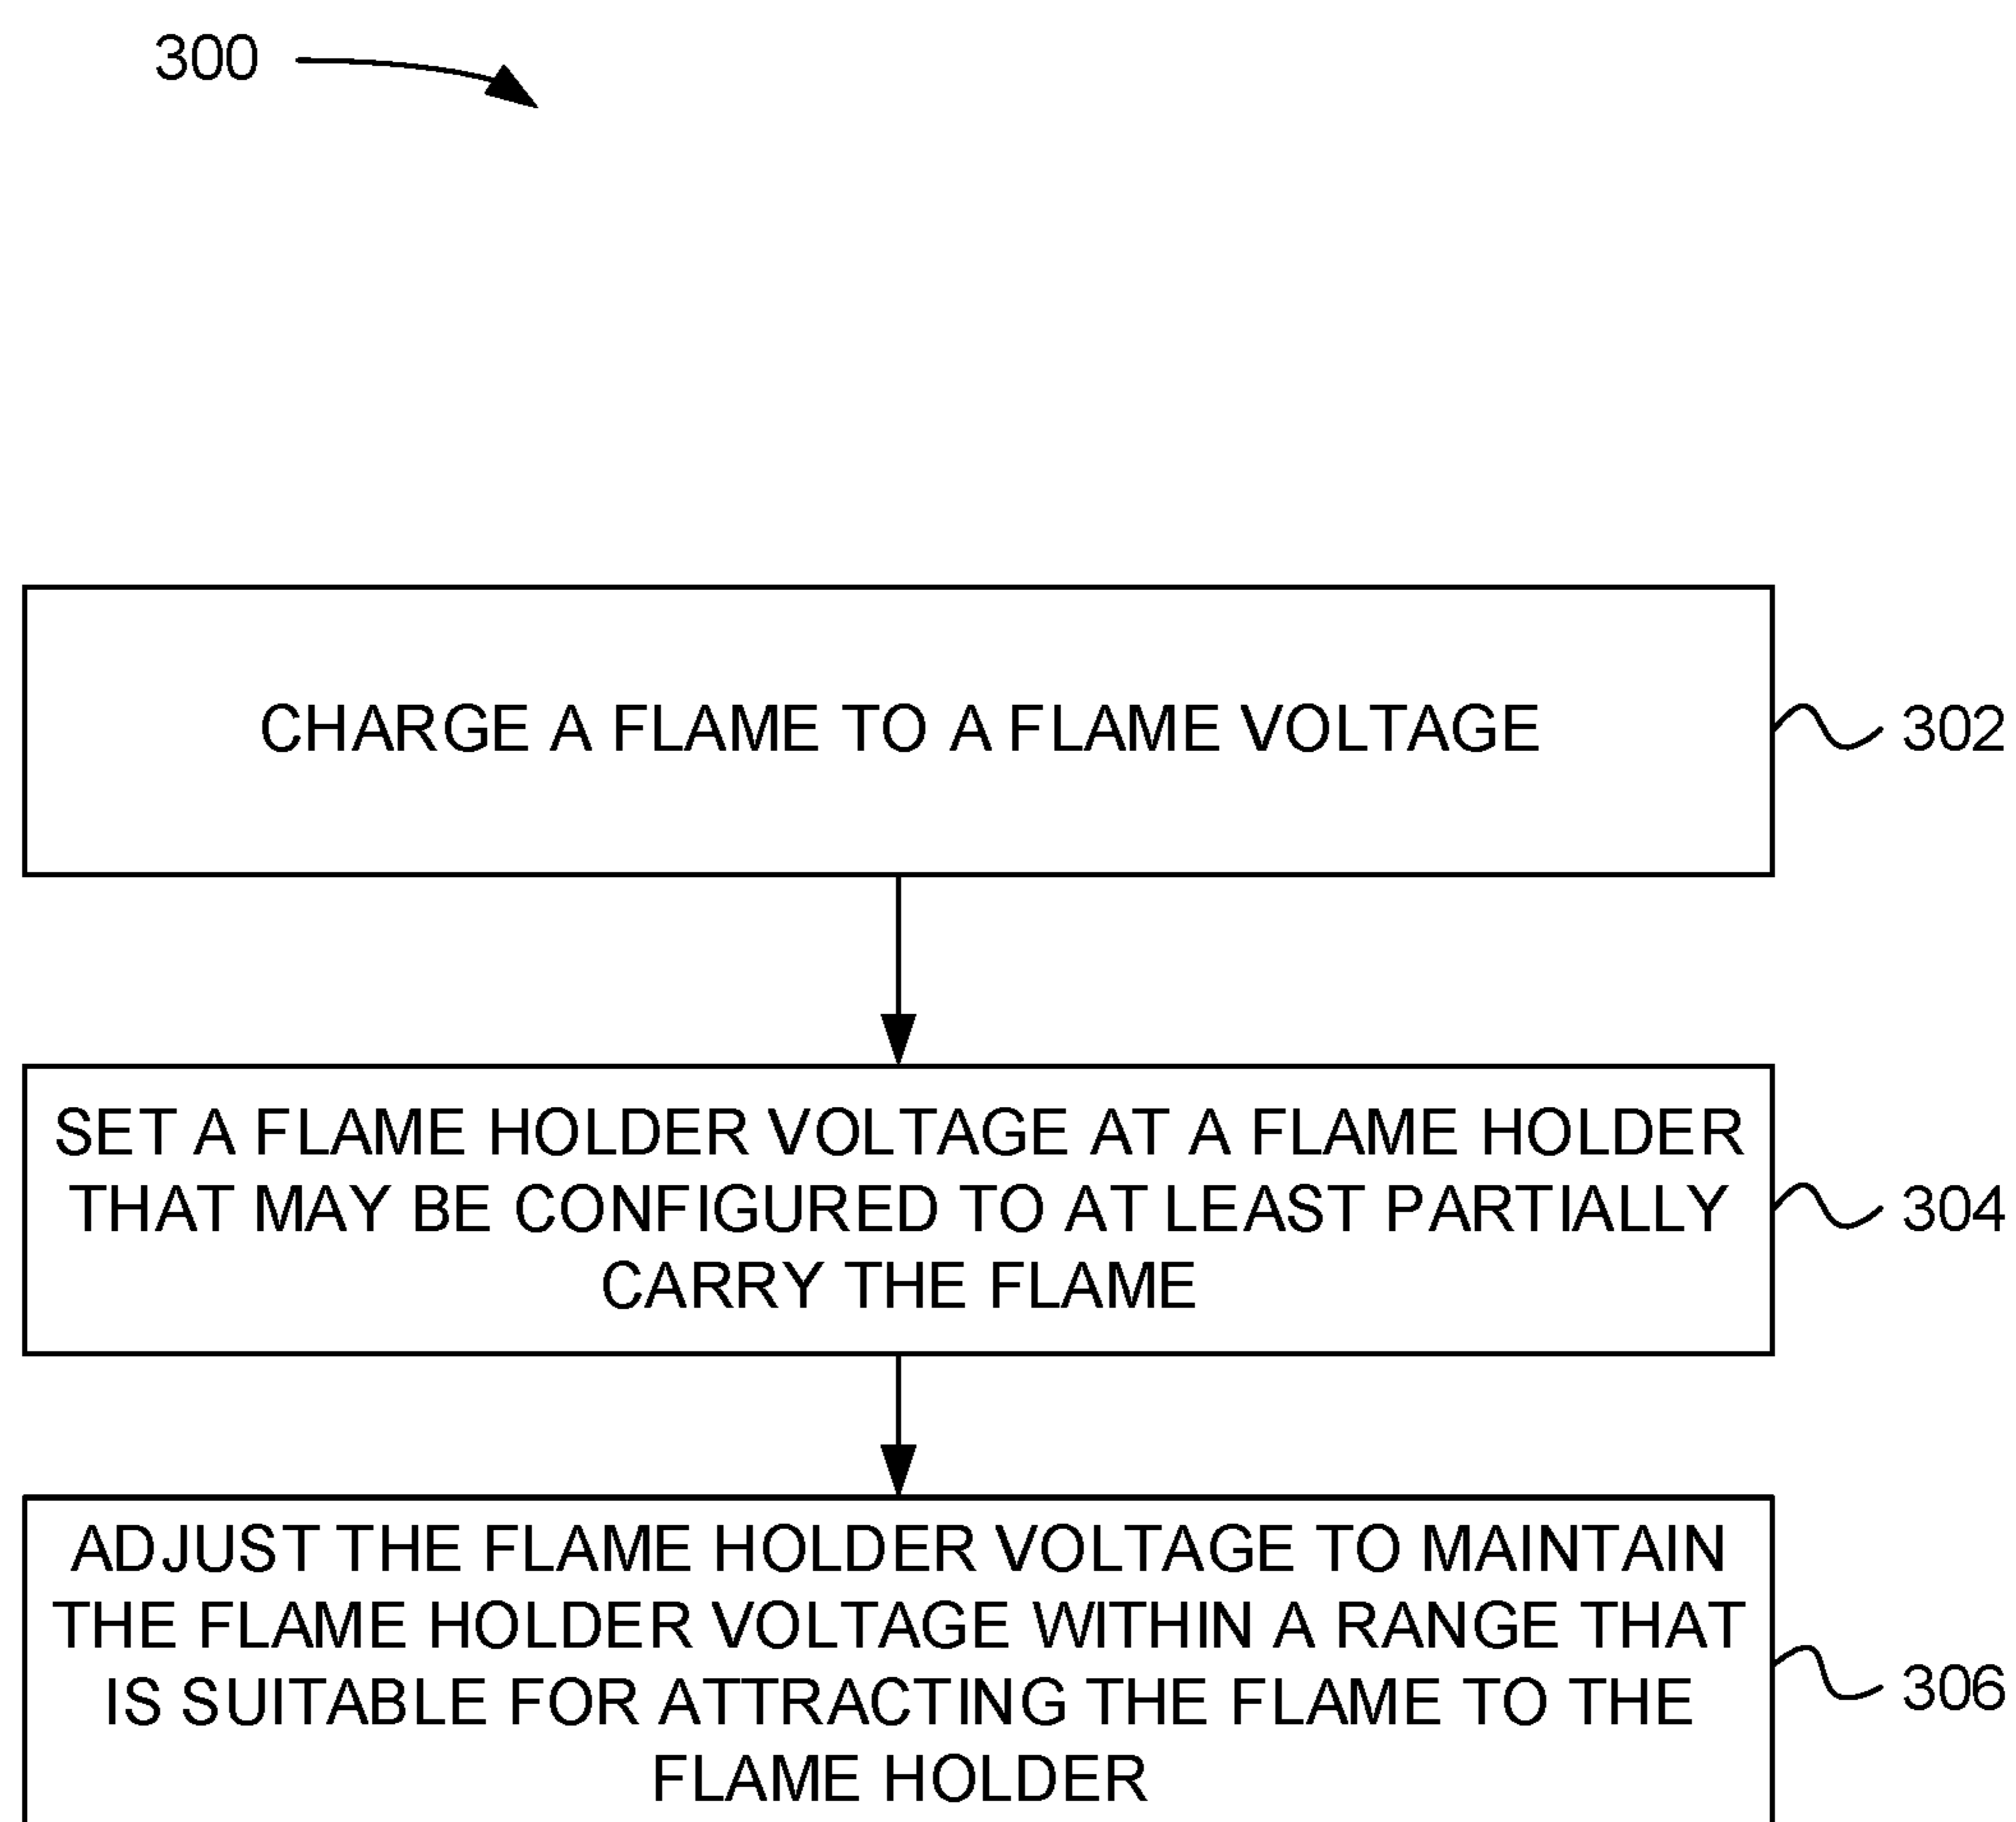 300
CHARGE A FLAME TO A FLAME VOLTAGE
302
SET A FLAME HOLDER VOLTAGE AT A FLAME HOLDER
THAT MAY BE CONFIGURED TO AT LEAST PARTIALLY
CARRY THE FLAME
304
ADJUST THE FLAME HOLDER VOLTAGE TO MAINTAIN
THE FLAME HOLDER VOLTAGE WITHIN A RANGE THAT
IS SUITABLE FOR ATTRACTING THE FLAME TO THE
FLAME HOLDER
306